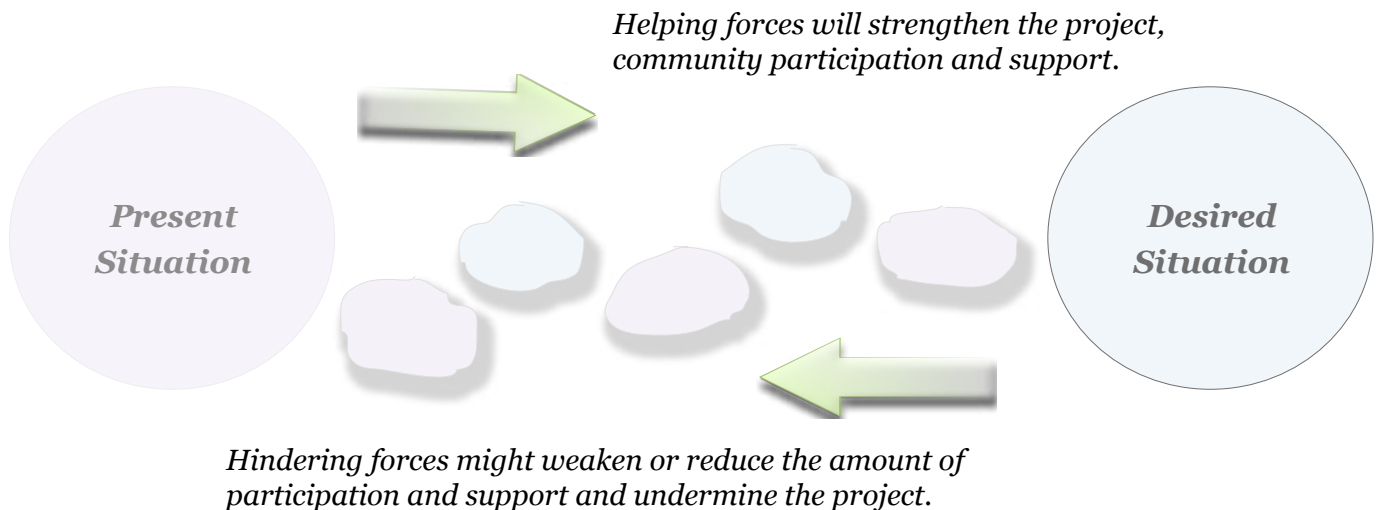 Helping forces will strengthen the project,
community participation and support.
Present
Situation
Desired
Situation
Hindering forces might weaken or reduce the amount of
participation and support and undermine the project.